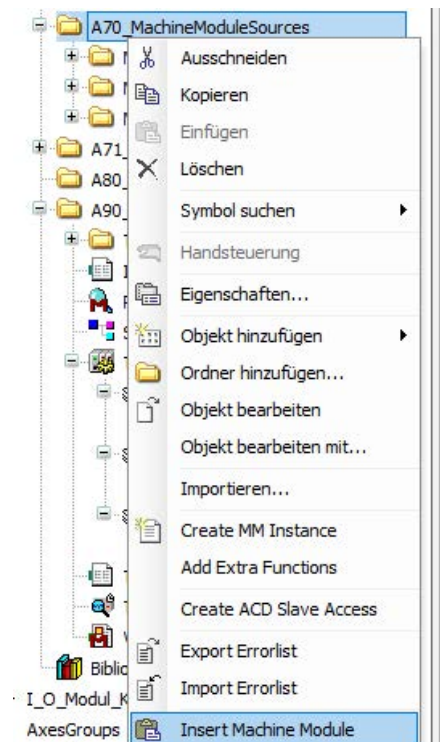 A70_MachineModuleSources
Ausschneiden
Kopieren
Einfügen
A71_
Löschen
A80_
A90_
Symbol suchen
Handsteuerung
Eigenschaften...
Objekt hinzufügen
Ordner hinzufügen...
Objekt bearbeiten
Objekt bearbeiten mit...
Importieren...
Create MM Instance
Add Extra Functions
Create ACD Slave Access
Export Errorlist
Biblio
Import Errorlist
I_O_Modul_K
AxesGroups
Insert Machine Module